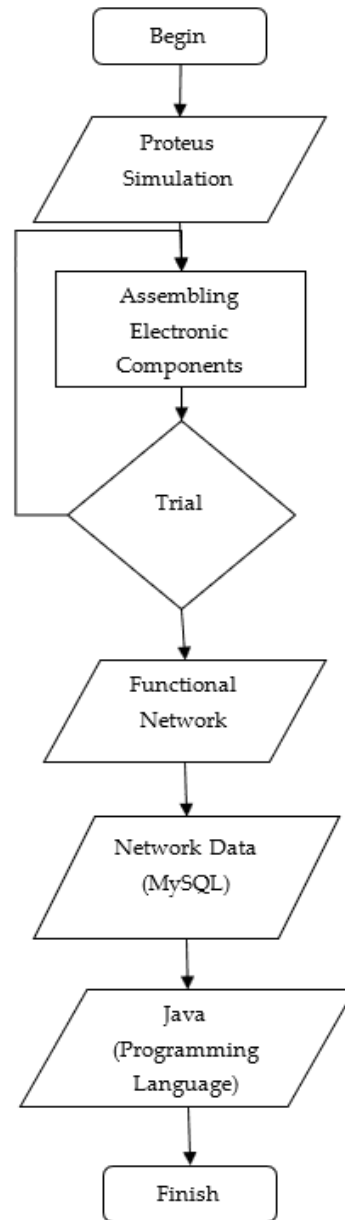 Begin
Proteus
Simulation
Assembling
Electronic
Components
Trial
Functional
Network
Network Data
(MySQL)
Java
(Programming
Language)
Finish